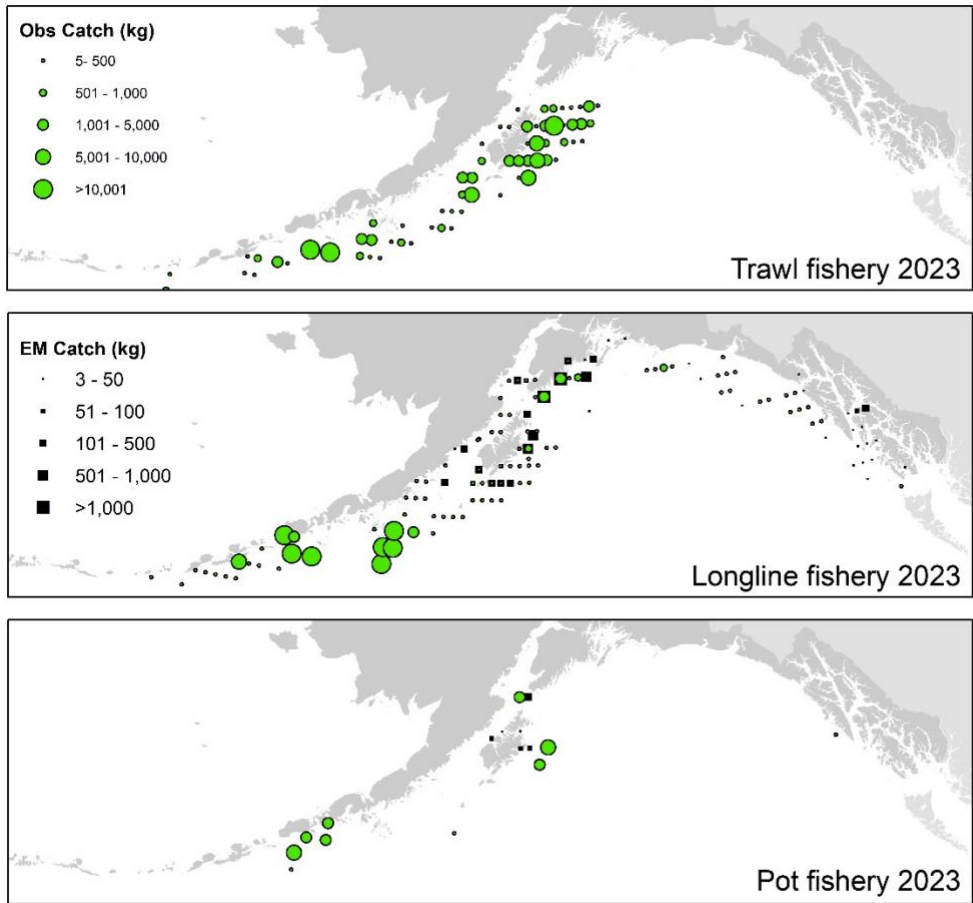 Obs Catch (kg)
5- 500
501 - 1,000
1,001 - 5,000
5,001 - 10,000
>10,001
Trawl fishery 2023
EM Catch (kg)
3 - 50
51 - 100
101 - 500
501 - 1,000
>1,000
Longline fishery 2023
Pot fishery 2023